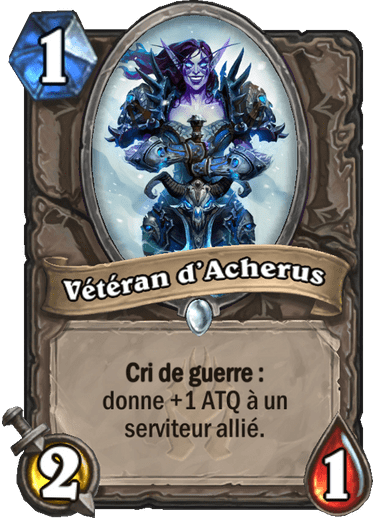 1
Vétéran d'Acherus
Cri de guerre :
donne +1 ATQ à un
serviteur allié.
2
1